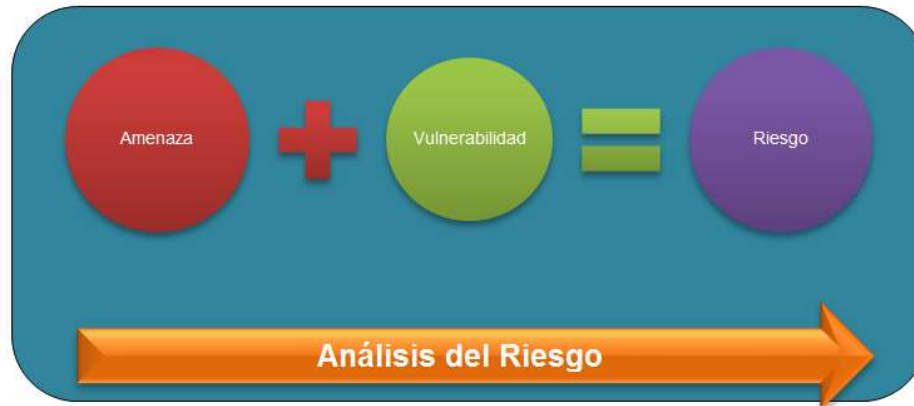 Amenaza
Vulnerabilidad
Riesgo
Análisis del Riesgo